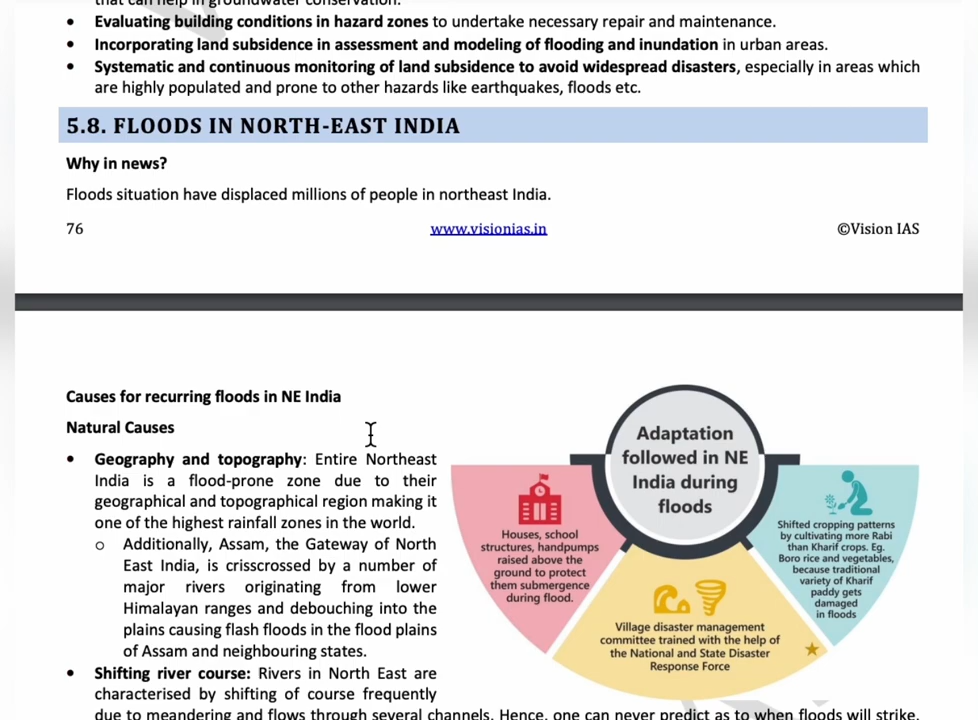 that can help in groundwater conservation.
• Evaluating building conditions in hazard zones to undertake necessary repair and maintenance.
• Incorporating land subsidence in assessment and modeling of flooding and inundation in urban areas.
• Systematic and continuous monitoring of land subsidence to avoid widespread disasters, especially in areas which
are highly populated and prone to other hazards like earthquakes, floods etc.
5.8. FLOODS IN NORTH-EAST INDIA
Why in news?
Floods situation have displaced millions of people in northeast India.
76 www.visionias.in ©Vision IAS
Causes for recurring floods in NE India
Natural Causes
• Geography and topography: Entire Northeast
India is a flood-prone zone due to their
geographical and topographical region making it
one of the highest rainfall zones in the world.
o Additionally, Assam, the Gateway of North
East India, is crisscrossed by a number of
major rivers originating from lower
Himalayan ranges and debouching into the
plains causing flash floods in the flood plains
of Assam and neighbouring states.
• Shifting river course: Rivers in North East are
characterised by shifting of course frequently
due to meandering and flows through several channels. Hence, one can never predict as to when floods will strike.
Adaptation
followed in NE
India during
floods
Houses, school
structures, handpumps
raised above the
ground to protect
them submergence
during flood.
Village disaster management
committee trained with the help of
the National and State Disaster
Response Force
Shifted cropping patterns
by cultivating more Rabi
than Kharif crops. Eg.
Boro rice and vegetables,
because traditional
variety of Kharif
paddy gets
damaged
in floods